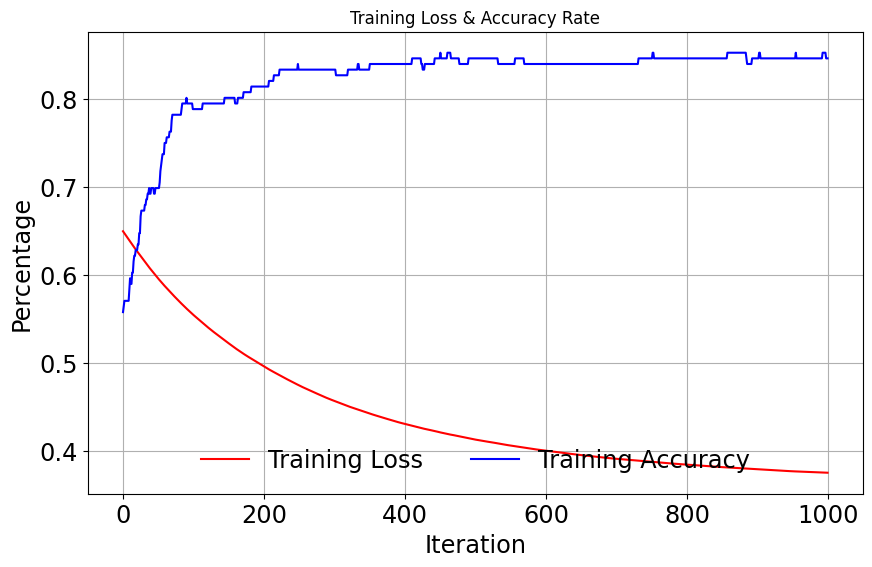 Training Loss & Accuracy Rate
0.8
0.7
0.6
0.5
0.4
Percentage
Training Loss
Training Accuracy
0
200
400
600
800
1000
Iteration